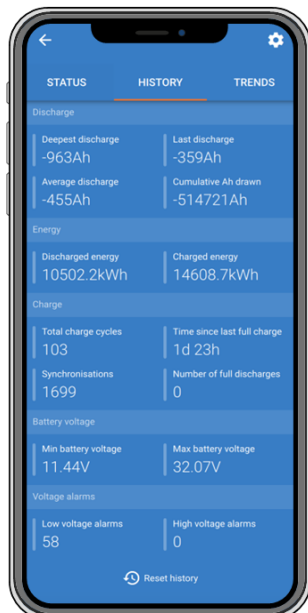 STATUS HISTORY TRENDS
Discharge
Deepest discharge Last discharge
-963Ah -359Ah
Average discharge Cumulative Ah drawn
-455Ah -514721Ah
Energy
Discharged energy Charged energy
10502.2kWh 14608.7kWh
Charge
Total charge cycles Time since last full charge
103 1d 23h
Synchronisations Number of full discharges
1699 0
Battery voltage
Min battery voltage Max battery voltage
11.44V 32.07V
Voltage alarms
Low voltage alarms High voltage alarms
58 0
Reset history